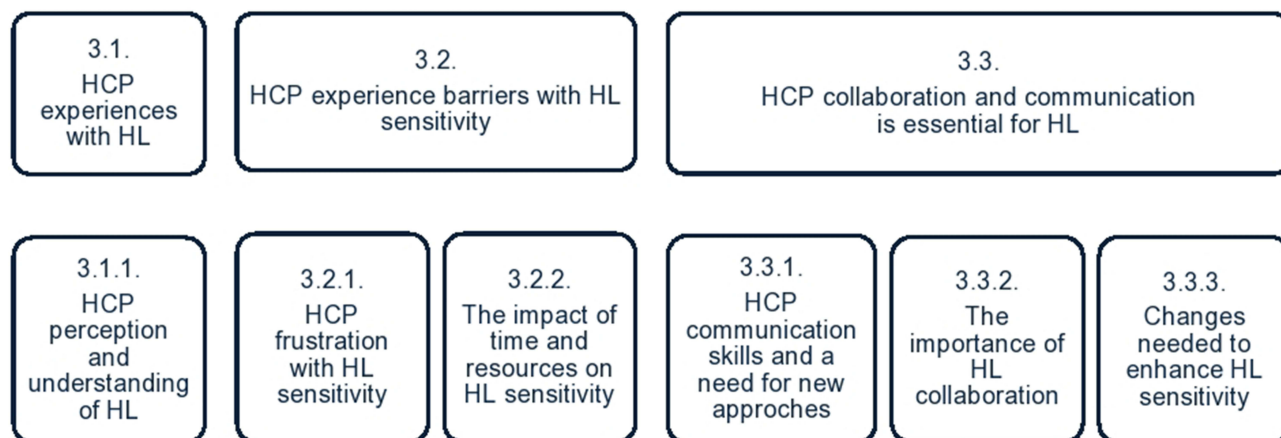 3.1.
HCP
experiences
with HL
3.2.
HCP experience barriers with HL
sensitivity
3.3.
HCP collaboration and communication
is essential for HL
3.1.1.
HCP
perception
and
understanding
of HL
3.2.1.
HCP
frustration
with HL
sensitivity
3.2.2.
The impact of
time and
resources on
HL sensitivity
3.3.1.
HCP
communication
skills and a
need for new
approches
3.3.2.
The
importance of
HL
collaboration
3.3.3.
Changes
needed to
enhance HL
sensitivity